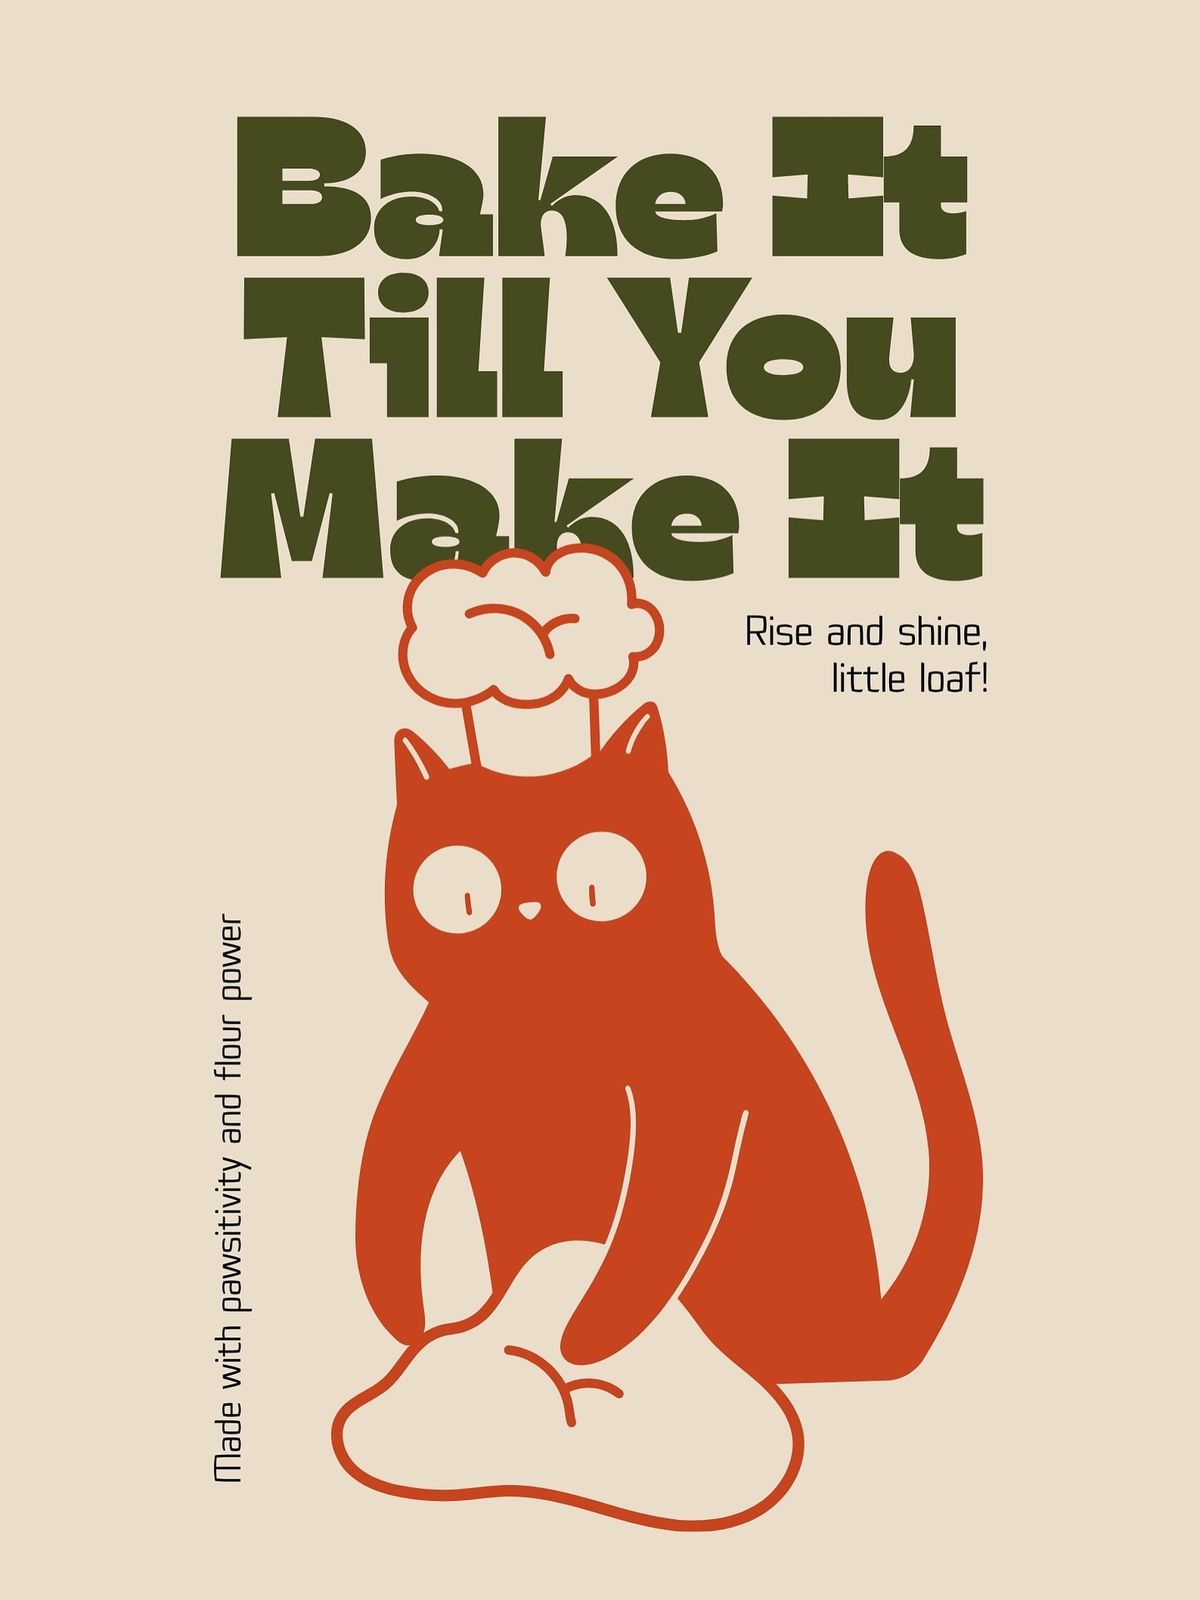 Bake It
Till You
Make It
Rise and shine,
little loaf!
Made with pawsitivity and flour power